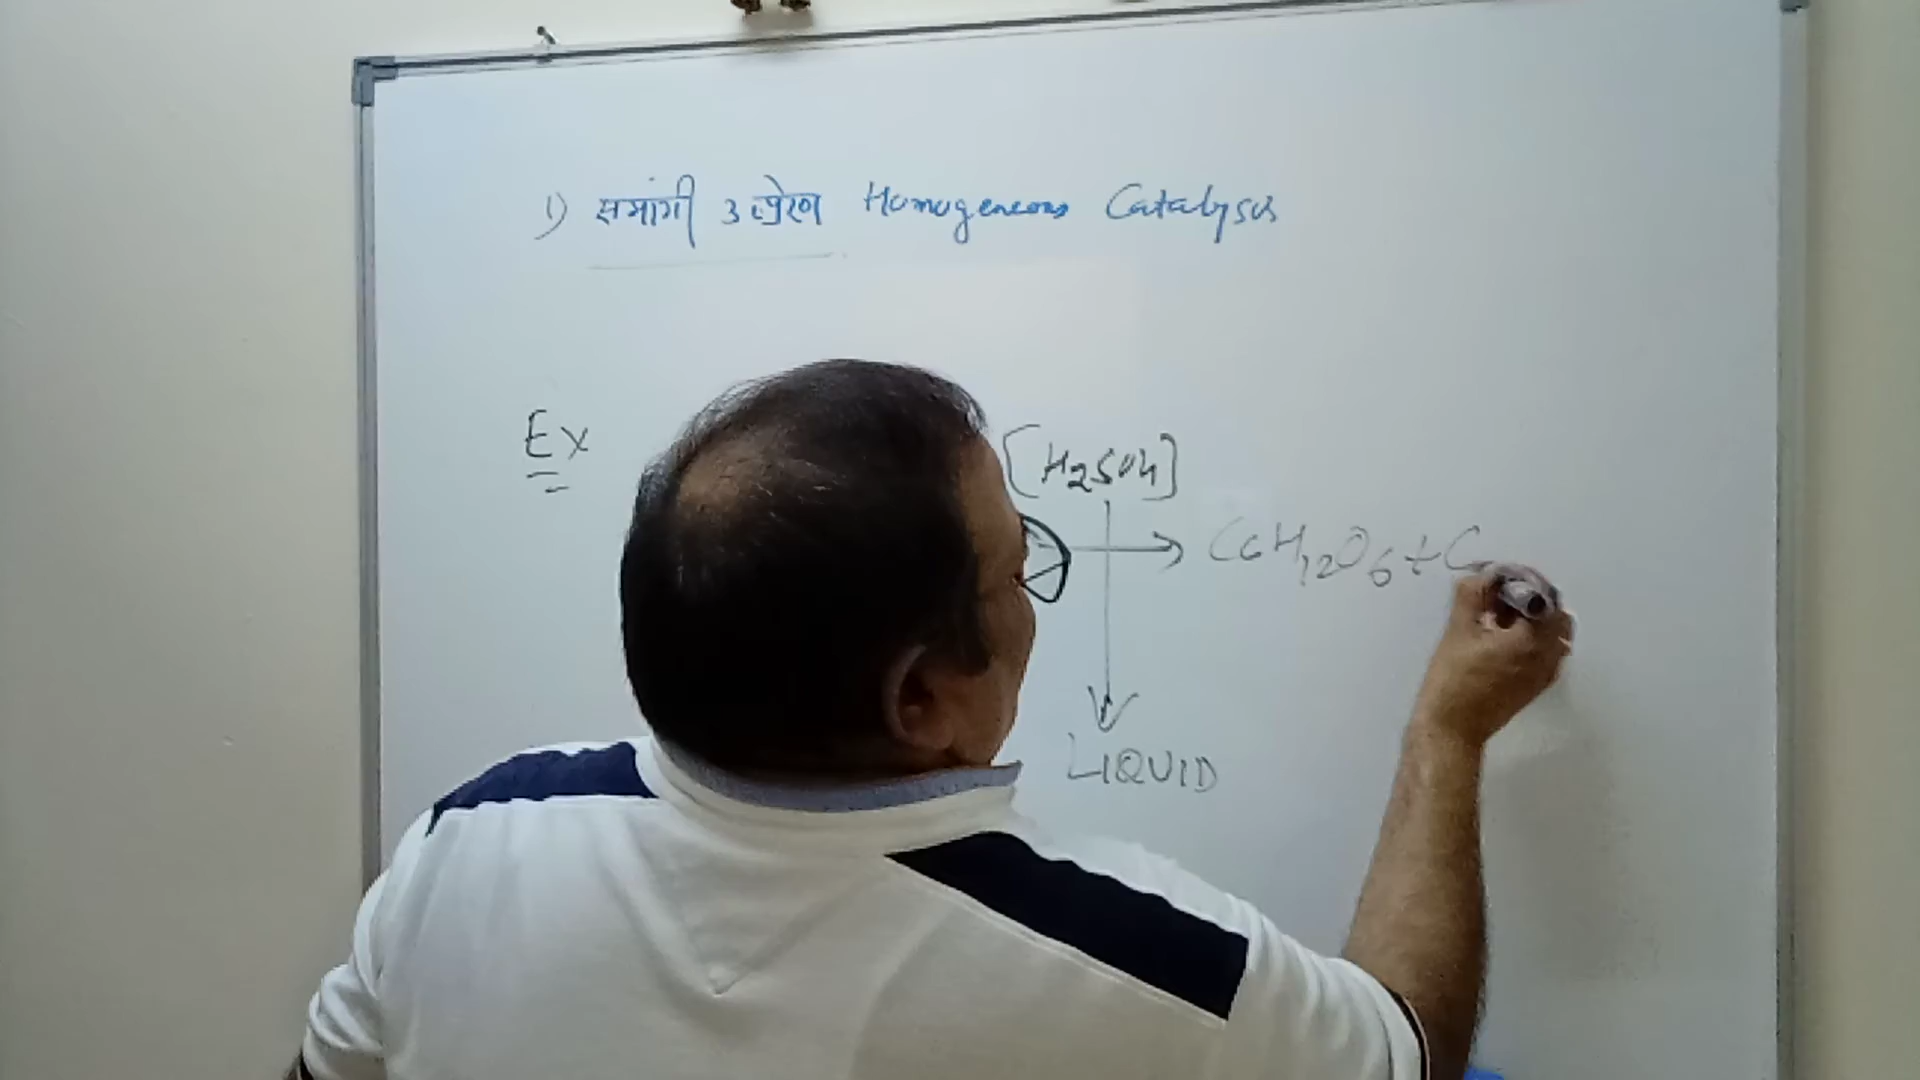 1) समांगी उत्प्रेरण Homogeneous Catalysis
Ex
[H2SO4]
→ C6H12O6 + C
LIQUID